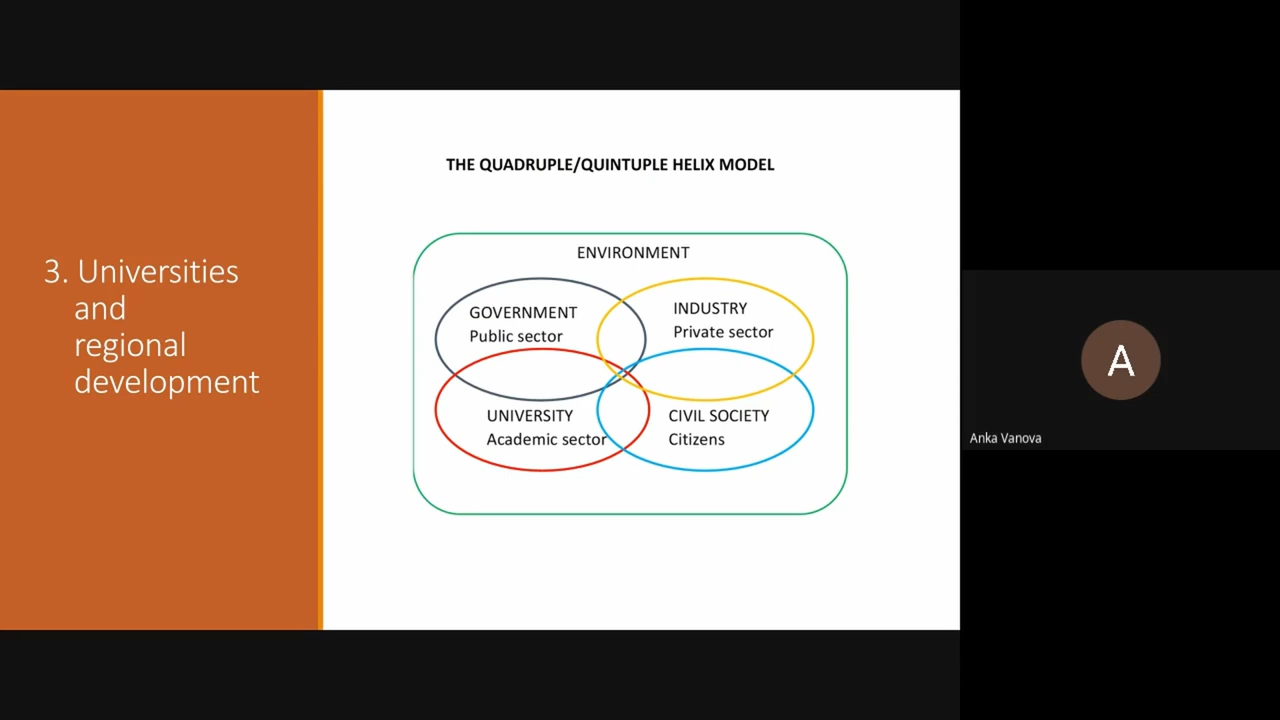 3. Universities
and
regional
development
THE QUADRUPLE/QUINTUPLE HELIX MODEL
ENVIRONMENT
GOVERNMENT
Public sector
INDUSTRY
Private sector
UNIVERSITY
Academic sector
CIVIL SOCIETY
Citizens
A
Anka Vanova